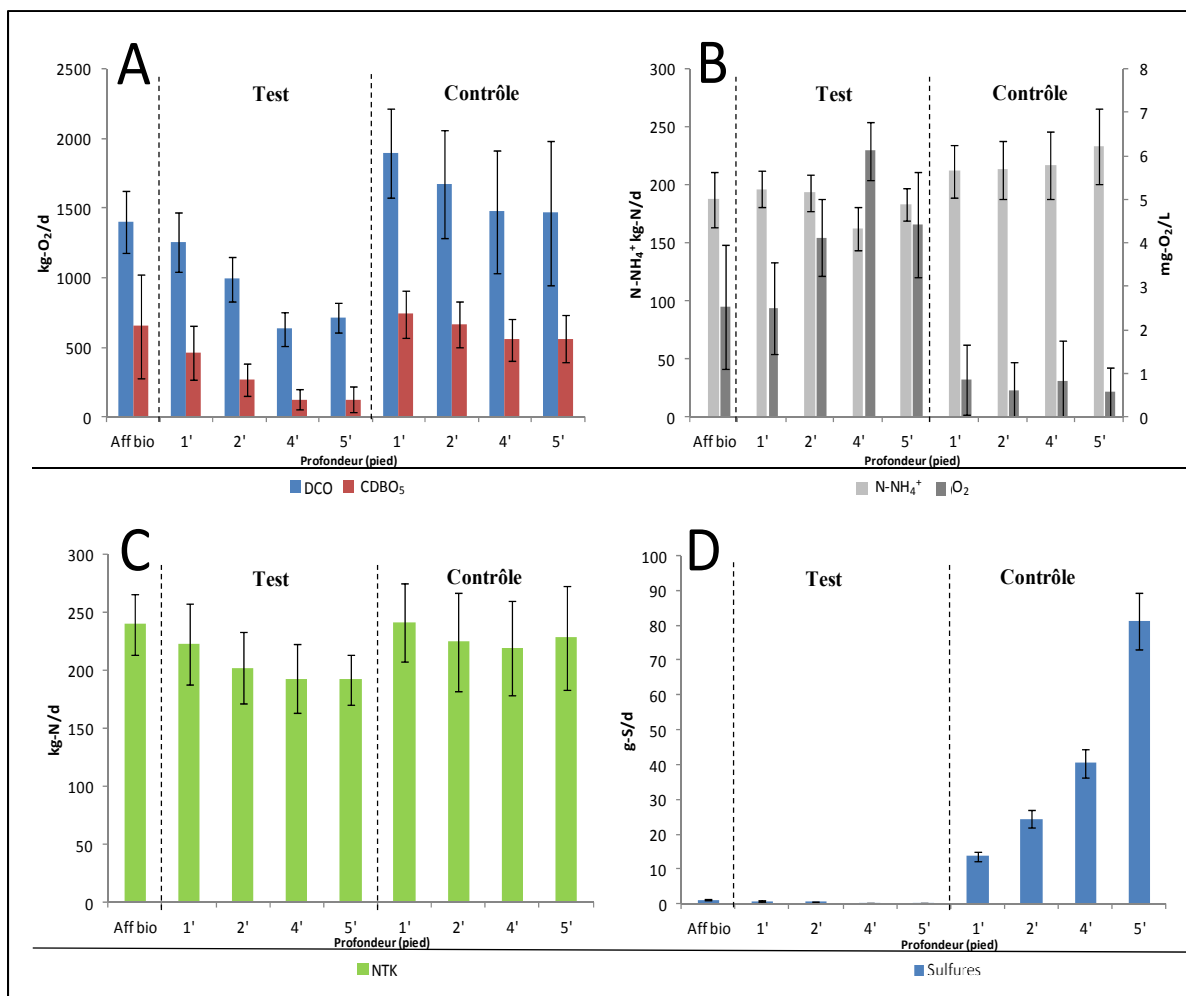 A
Test
Contrôle
2500
2000
1500
1000
500
0
kg-O₂/d
Aff bio 1' 2' 4' 5' 1' 2' 4' 5'
Profondeur (pied)
DCO CDBO₅
B
Test
Contrôle
300
250
200
150
100
50
0
N-NH₄⁺ kg-N/d
8
7
6
5
4
3
2
1
0
mg-O₂/L
Aff bio 1' 2' 4' 5' 1' 2' 4' 5'
Profondeur (pied)
N-NH₄⁺ O₂
C
Test
Contrôle
300
250
200
150
100
50
0
kg-N/d
Aff bio 1' 2' 4' 5' 1' 2' 4' 5'
Profondeur (pied)
NTK
D
Test
Contrôle
100
90
80
70
60
50
40
30
20
10
0
g-S/d
Aff bio 1' 2' 4' 5' 1' 2' 4' 5'
Profondeur (pied)
Sulfures